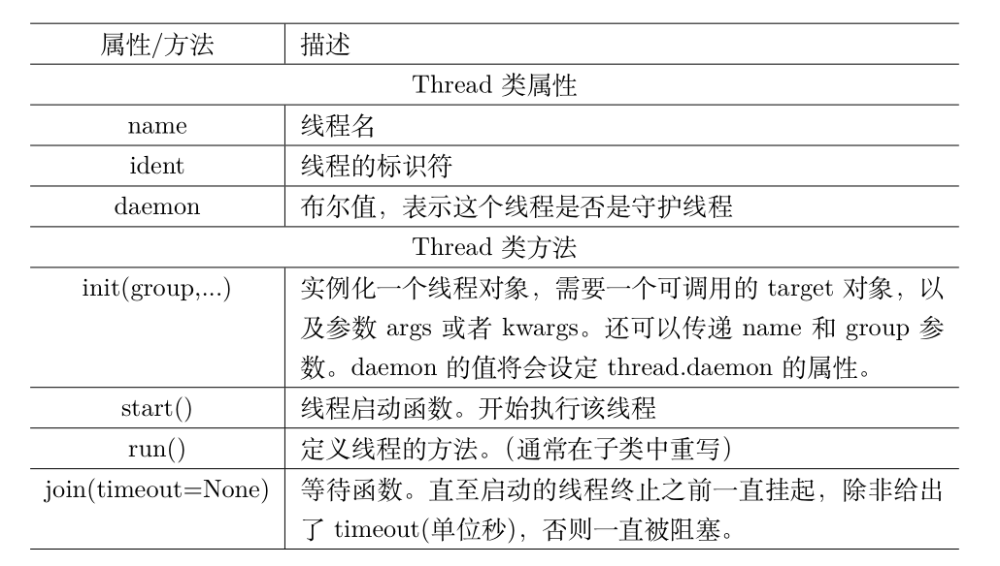 属性/方法 描述
Thread 类属性
name 线程名
ident 线程的标识符
daemon 布尔值，表示这个线程是否是守护线程
Thread 类方法
init(group,...) 实例化一个线程对象，需要一个可调用的 target 对象，以
及参数 args 或者 kwargs。还可以传递 name 和 group 参
数。daemon 的值将会设定 thread.daemon 的属性。
start() 线程启动函数。开始执行该线程
run() 定义线程的方法。（通常在子类中重写）
join(timeout=None) 等待函数。直至启动的线程终止之前一直挂起，除非给出
了 timeout(单位秒)，否则一直被阻塞。